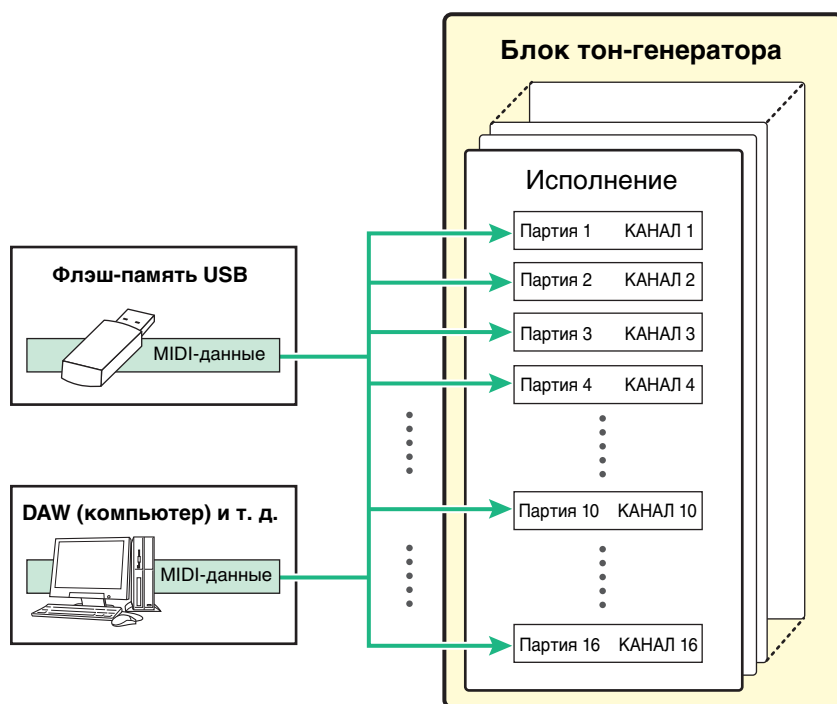 Блок тон-генератора
Исполнение
Партия 1 КАНАЛ 1
Партия 2 КАНАЛ 2
Партия 3 КАНАЛ 3
Партия 4 КАНАЛ 4
Партия 10 КАНАЛ 10
Партия 16 КАНАЛ 16
Флэш-память USB
MIDI-данные
DAW (компьютер) и т. д.
MIDI-данные